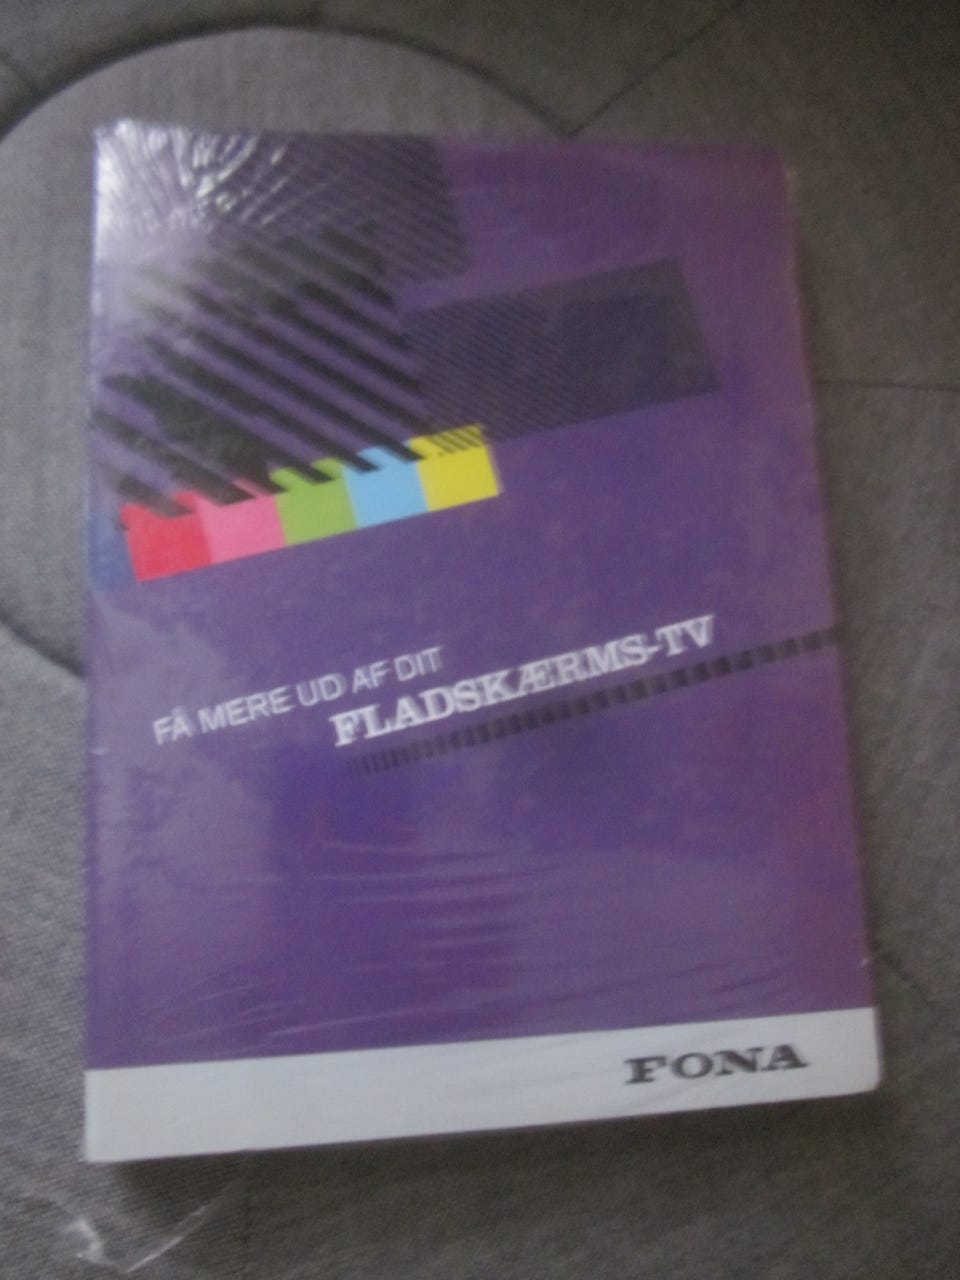 FÅ MERE UD AF DIT
FLADSKÆRMS-TV
FONA